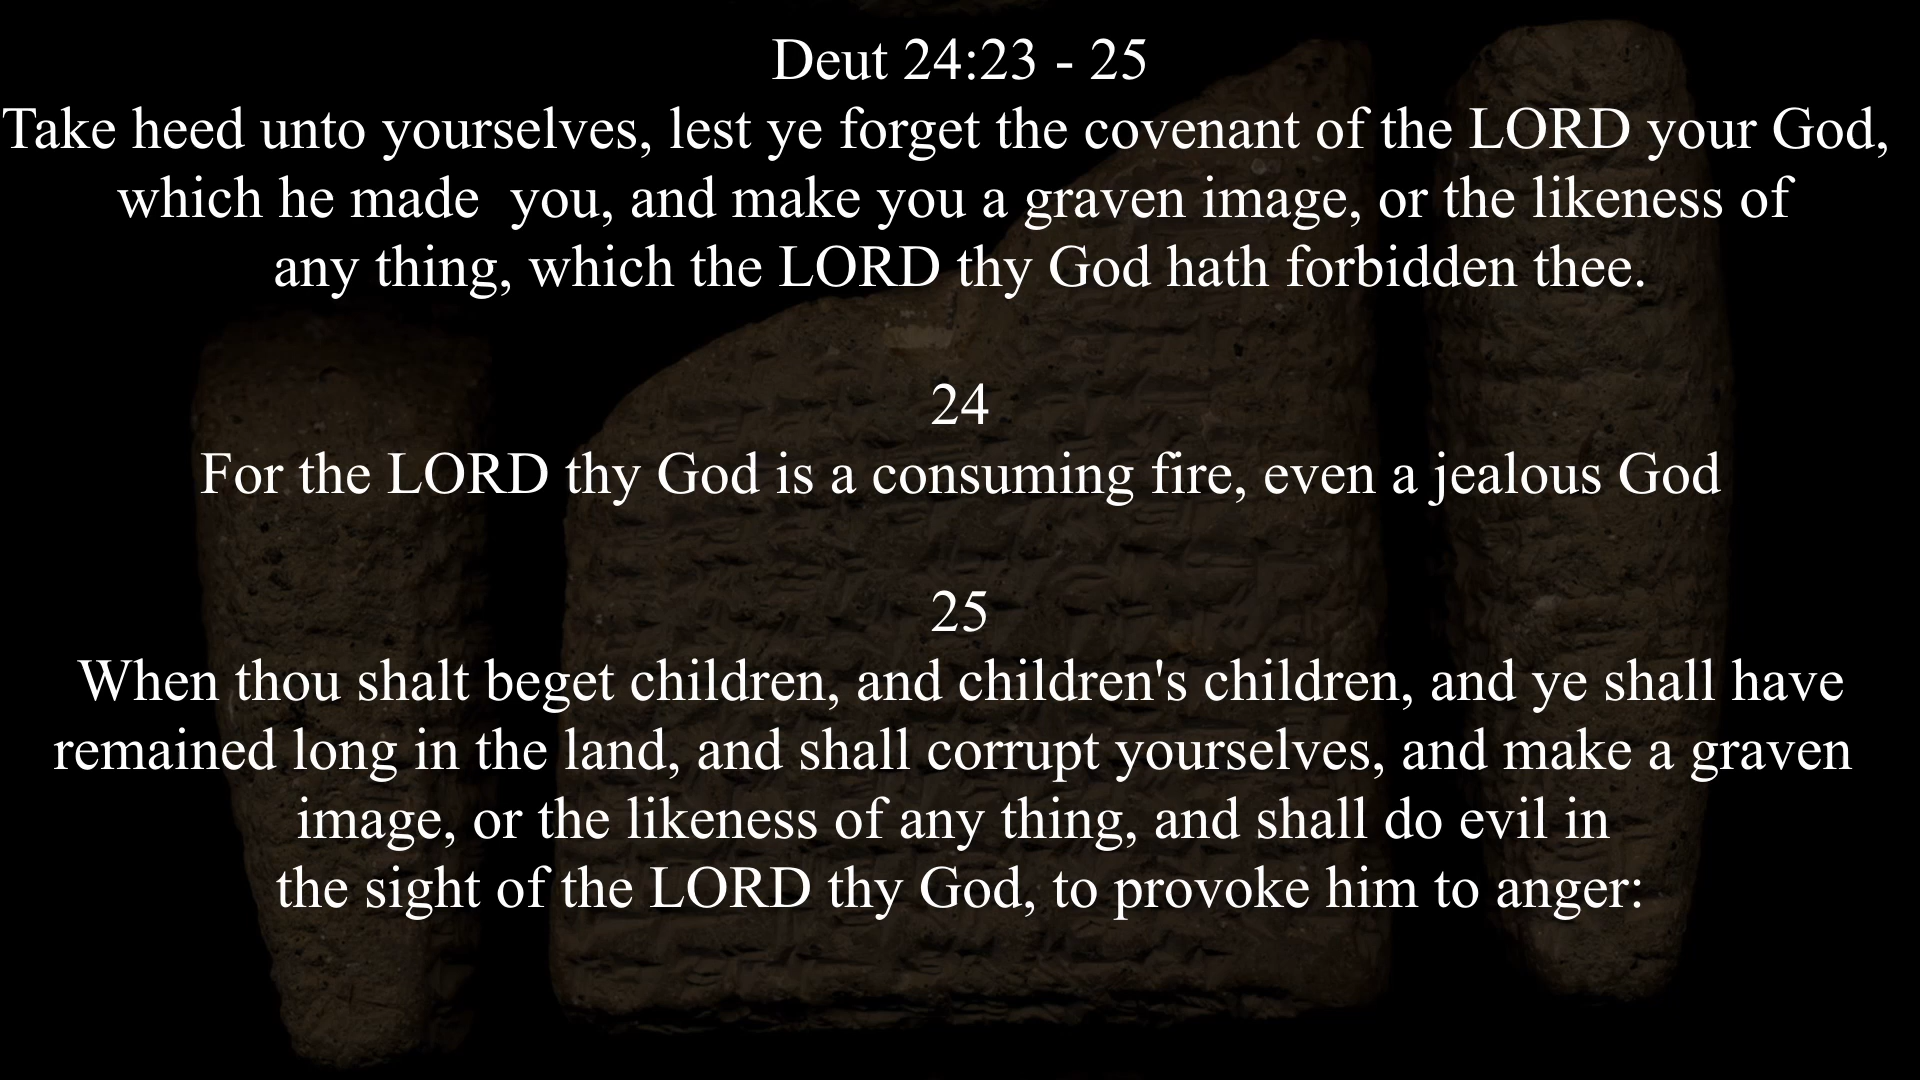 Deut 24:23 - 25
Take heed unto yourselves, lest ye forget the covenant of the LORD your God,
which he made  you, and make you a graven image, or the likeness of
any thing, which the LORD thy God hath forbidden thee.
24
For the LORD thy God is a consuming fire, even a jealous God
25
When thou shalt beget children, and children's children, and ye shall have
remained long in the land, and shall corrupt yourselves, and make a graven
image, or the likeness of any thing, and shall do evil in
the sight of the LORD thy God, to provoke him to anger: